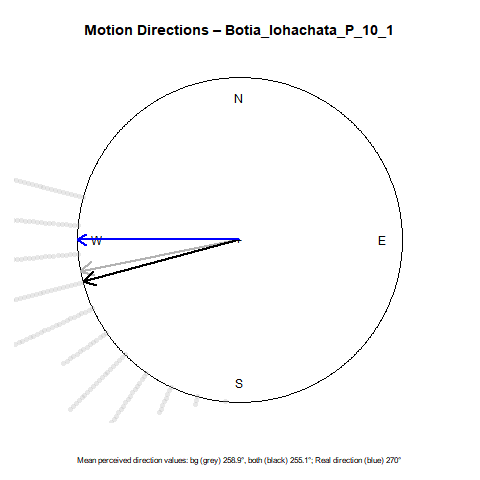 Motion Directions – Botia_lohachata_P_10_1
N
W
E
S
Mean perceived direction values: bg (grey) 258.9°, both (black) 255.1°; Real direction (blue) 270°